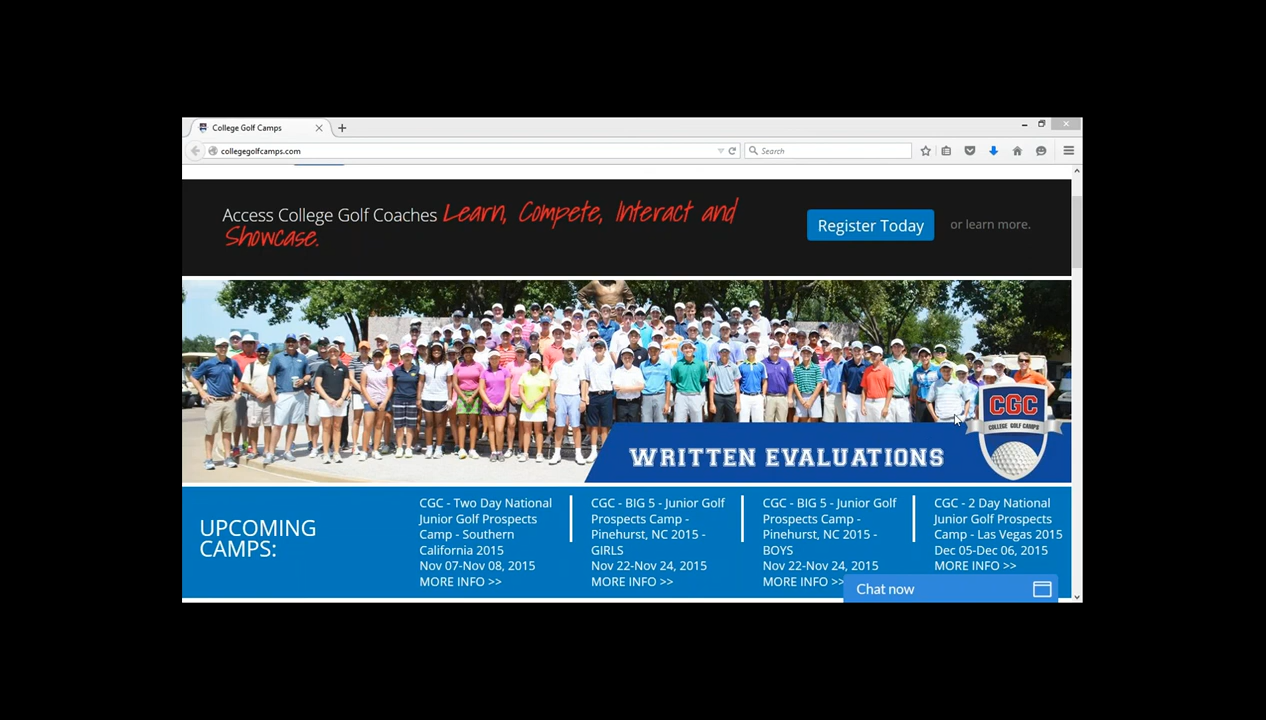 College Golf Camps
collegegolfcamps.com
Search
Access College Golf Coaches Learn, Compete, Interact and
Showcase.
Register Today
or learn more.
CGC
COLLEGE GOLF CAMPS
WRITTEN EVALUATIONS
UPCOMING
CAMPS:
CGC - Two Day National
Junior Golf Prospects
Camp - Southern
California 2015
Nov 07-Nov 08, 2015
MORE INFO >>
CGC - BIG 5 - Junior Golf
Prospects Camp -
Pinehurst, NC 2015 -
GIRLS
Nov 22-Nov 24, 2015
MORE INFO >>
CGC - BIG 5 - Junior Golf
Prospects Camp -
Pinehurst, NC 2015 -
BOYS
Nov 22-Nov 24, 2015
MORE INFO >>
CGC - 2 Day National
Junior Golf Prospects
Camp - Las Vegas 2015
Dec 05-Dec 06, 2015
MORE INFO >>
Chat now